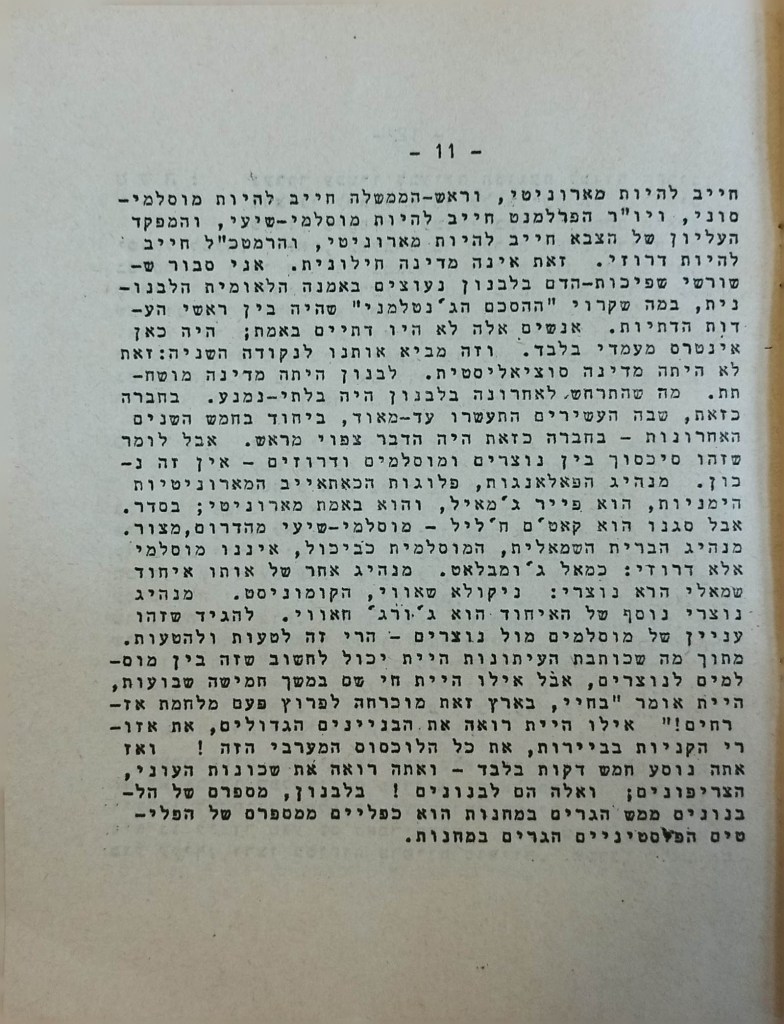 - 11 -
חייב להיות מארוניטי, וראש-הממשלה חייב להיות מוסלמי-
סוני, ויו"ר הפרלמנט חייב להיות מוסלמי-שיעי, והמפקד
העליון של הצבא חייב להיות מארוניטי, והרמטכ"ל חייב
להיות דרוזי. זאת אינה מדינה חילונית. אני סבור ש-
שורשי שפיכות-הדם בלבנון נעוצים באמנה הלאומית הלבנו-
נית, במה שקרוי "ההסכם הג'נטלמני" שהיה בין ראשי הע-
דות הדתיות. אנשים אלה לא היו דתיים באמת; היה כאן
אינטרס מעמדי בלבד. וזה מביא אותנו לנקודה השניה:זאת
לא היתה מדינה סוציאליסטית. לבנון היתה מדינה מושח-
תת. מה שהתרחש לאחרונה בלבנון היה בלתי-נמנע. בחברה
כזאת, שבה העשירים התעשרו עד-מאוד, ביחוד בחמש השנים
האחרונות - בחברה כזאת היה הדבר צפוי מראש. אבל לומר
שזהו סיכסוך בין נוצרים ומוסלמים ודרוזים - אין זה נ-
כון. מנהיג הפאלאנגות, פלוגות הכאתאייב המארוניטיות
הימניות, הוא פייר ג'מאיל, והוא באמת מארוניטי; בסדר.
אבל סגנו הוא קאט'ם ח'ליל - מוסלמי-שיעי מהדרום,מצור.
מנהיג הברית השמאלית, המוסלמית כביכול, איננו מוסלמי
אלא דרוזי: כמאל ג'ומבלאט. מנהיג אחר של אותו איחוד
שמאלי הוא נוצרי: ניקולא שאווי, הקומוניסט. מנהיג
נוצרי נוסף של האיחוד הוא ג'ורג' חאווי. להגיד שזהו
עניין של מוסלמים מול נוצרים - הרי זה לטעות ולהטעות.
מתוך מה שכותבת העיתונות היית יכול לחשוב שזה בין מוס-
למים לנוצרים, אבל אילו היית חי שם במשך חמישה שבועות,
היית אומר "בחיי, בארץ זאת מוכרחה לפרוץ פעם מלחמת אז-
רחים!" אילו היית רואה את הבניינים הגדולים, את אזו-
רי הקניות בביירות, את כל הלוכסוס המערבי הזה ! ואז
אתה נוסע חמש דקות בלבד - ואתה רואה את שכונות העוני,
הצריפונים; ואלה הם לבנונים ! בלבנון, מספרם של הל-
בנונים ממש הגרים במחנות הוא כפליים ממספרם של הפלי-
טים הפלסטיניים הגרים במחנות.